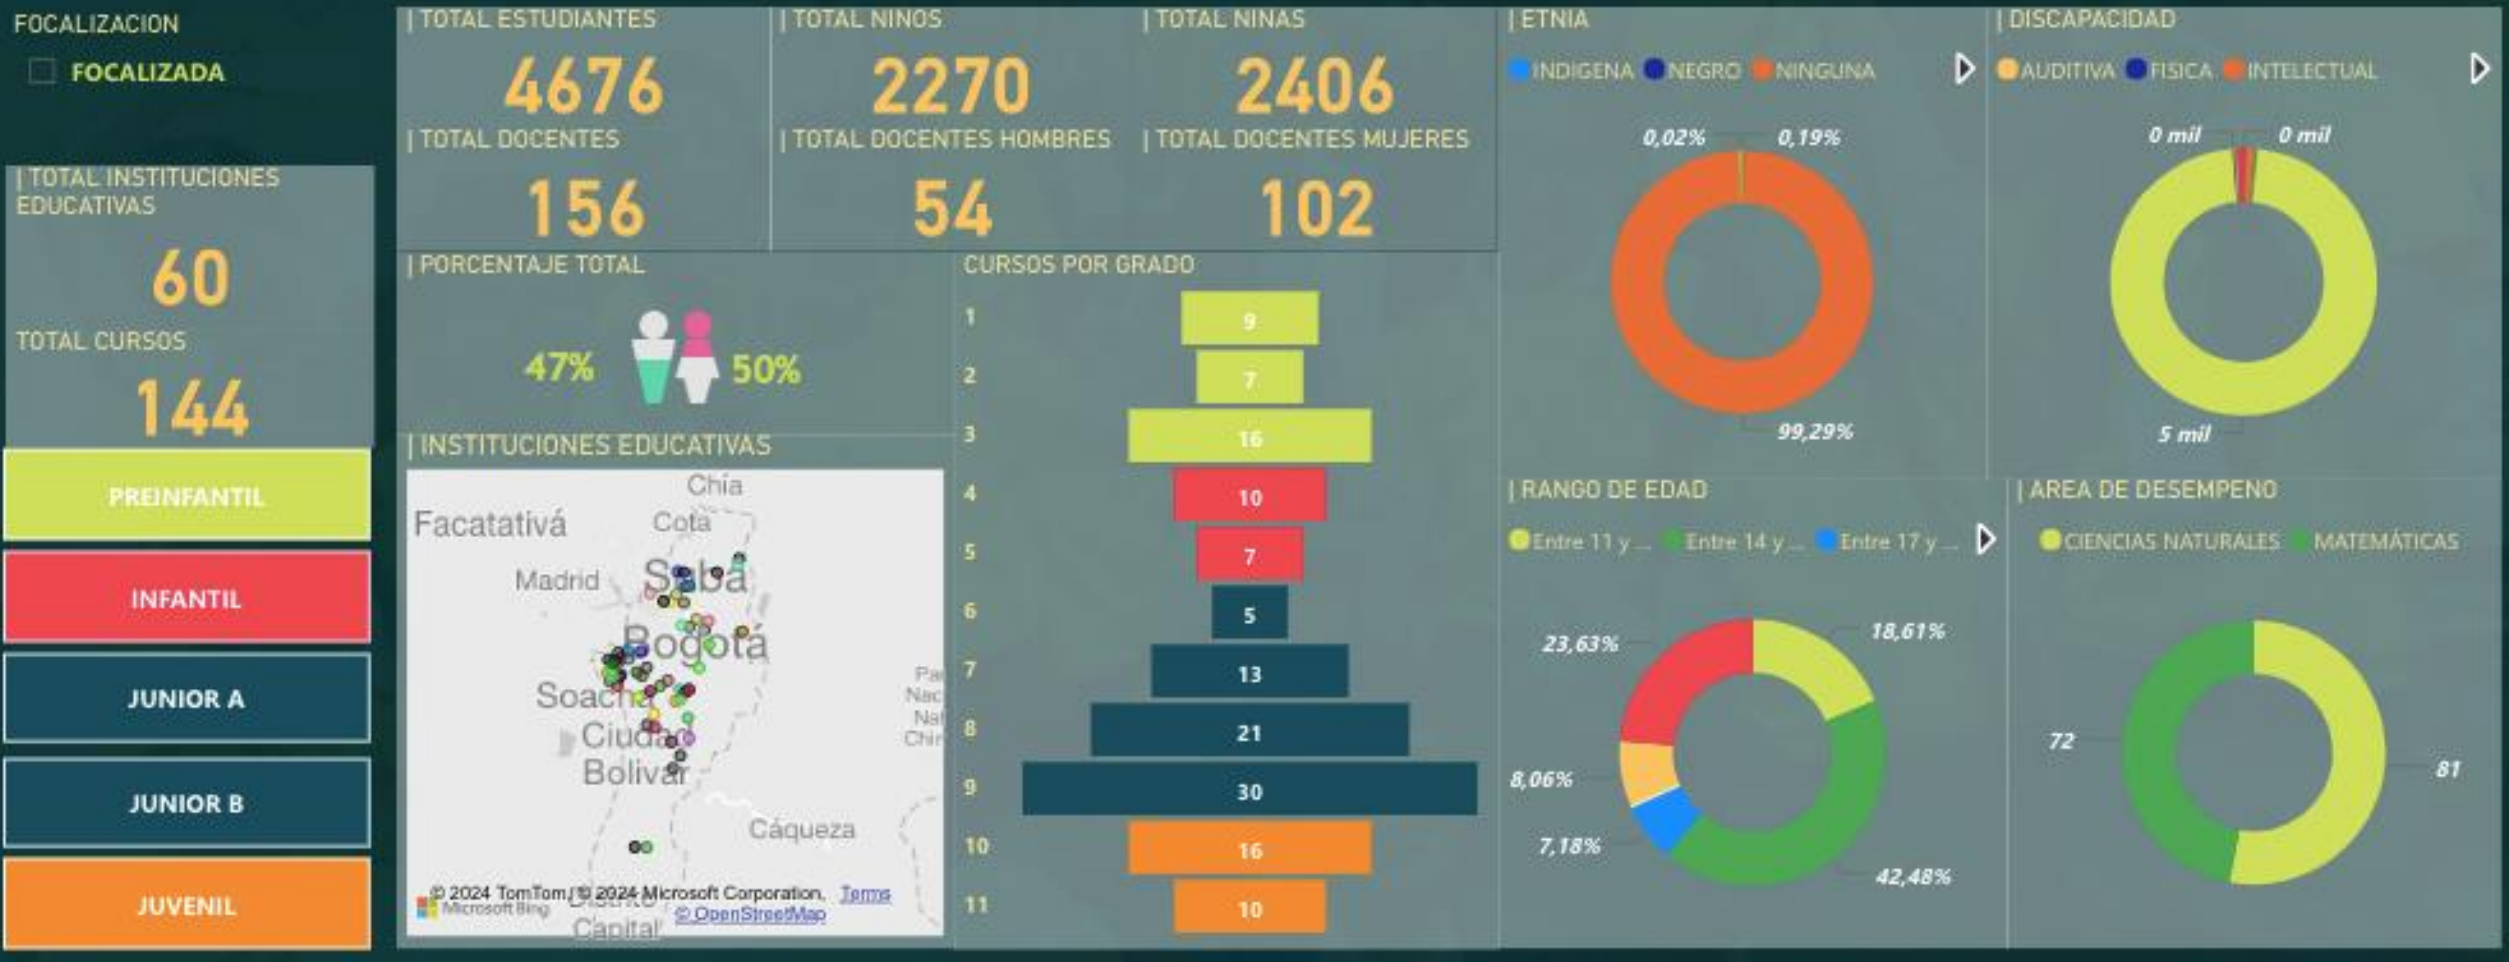 FOCALIZACION
FOCALIZADA
| TOTAL INSTITUCIONES
EDUCATIVAS
60
TOTAL CURSOS
144
PREINFANTIL
INFANTIL
JUNIOR A
JUNIOR B
JUVENIL
| TOTAL ESTUDIANTES
4676
| TOTAL NINOS
2270
| TOTAL NINAS
2406
| TOTAL DOCENTES
156
| TOTAL DOCENTES HOMBRES
54
| TOTAL DOCENTES MUJERES
102
| PORCENTAJE TOTAL
47%
50%
| INSTITUCIONES EDUCATIVAS
Chía
Facatativá
Cota
Madrid
Suba
Bogotá
Soacha
Ciudad
Bolívar
Cáqueza
© 2024 TomTom, © 2024 Microsoft Corporation, Terms
Microsoft Bing
© OpenStreetMap
Distrito
Capital
CURSOS POR GRADO
1 9
2 7
3 16
4 10
5 7
6 5
7 13
8 21
9 30
10 16
11 10
| ETNIA
INDIGENA NEGRO NINGUNA
0,02% 0,19%
99,29%
| DISCAPACIDAD
AUDITIVA FISICA INTELECTUAL
0 mil 0 mil
5 mil
| RANGO DE EDAD
Entre 11 y ... Entre 14 y ... Entre 17 y ...
23,63% 18,61%
8,06%
7,18%
42,48%
| AREA DE DESEMPENO
CIENCIAS NATURALES MATEMÁTICAS
72
81